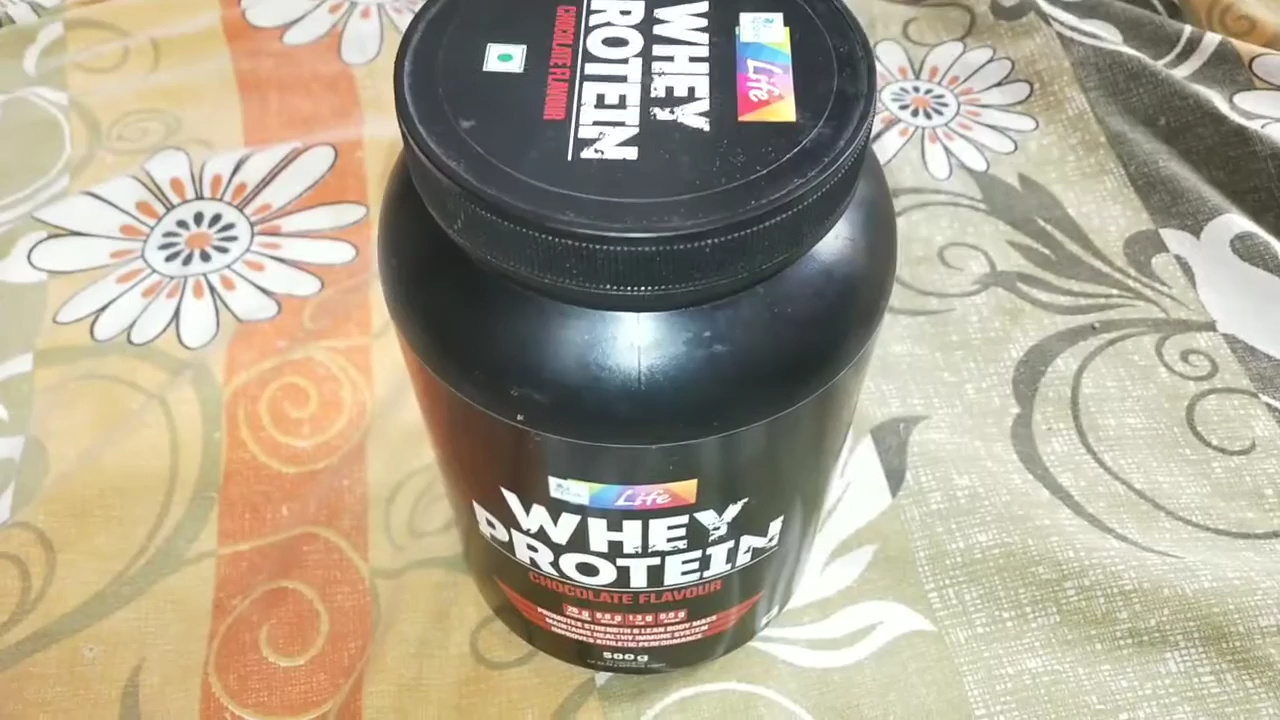 Life
WHEY
PROTEIN
CHOCOLATE FLAVOUR
Life
WHEY
PROTEIN
CHOCOLATE FLAVOUR
PROMOTES STRENGTH & LEAN BODY MASS
MAINTAINS HEALTHY IMMUNE SYSTEM
IMPROVES ATHLETIC PERFORMANCE
500 g